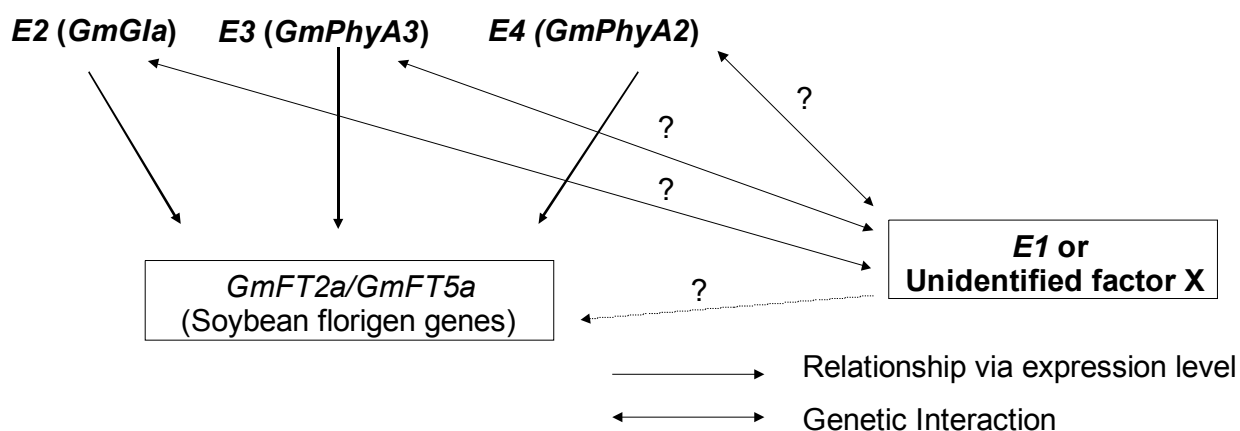 E2 (GmGIa) E3 (GmPhyA3) E4 (GmPhyA2)
?
?
?
E1 or
Unidentified factor X
GmFT2a/GmFT5a
(Soybean florigen genes)
?
Relationship via expression level
Genetic Interaction